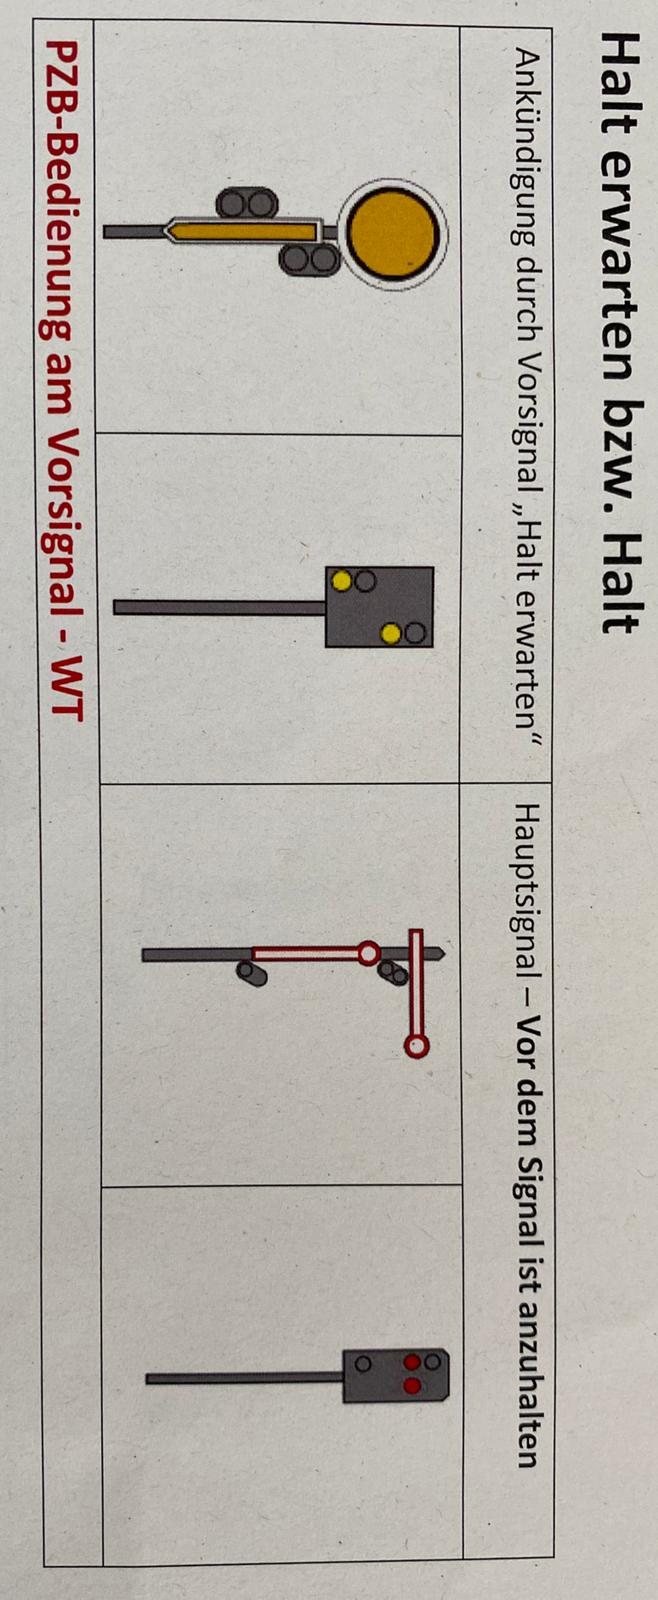 Halt erwarten bzw. Halt
Ankündigung durch Vorsignal „Halt erwarten“
Hauptsignal – Vor dem Signal ist anzuhalten
PZB-Bedienung am Vorsignal - WT